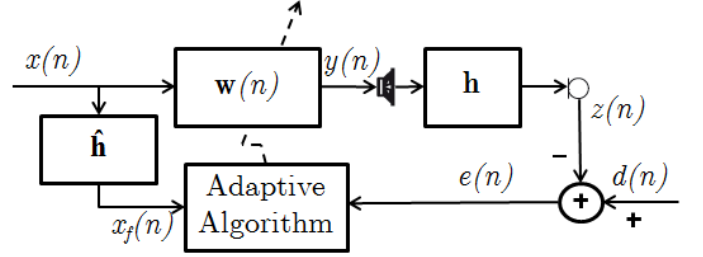 x(n)
w(n)
y(n)
h
z(n)
ĥ
−
Adaptive
Algorithm
e(n)
+
d(n)
+
x_f(n)